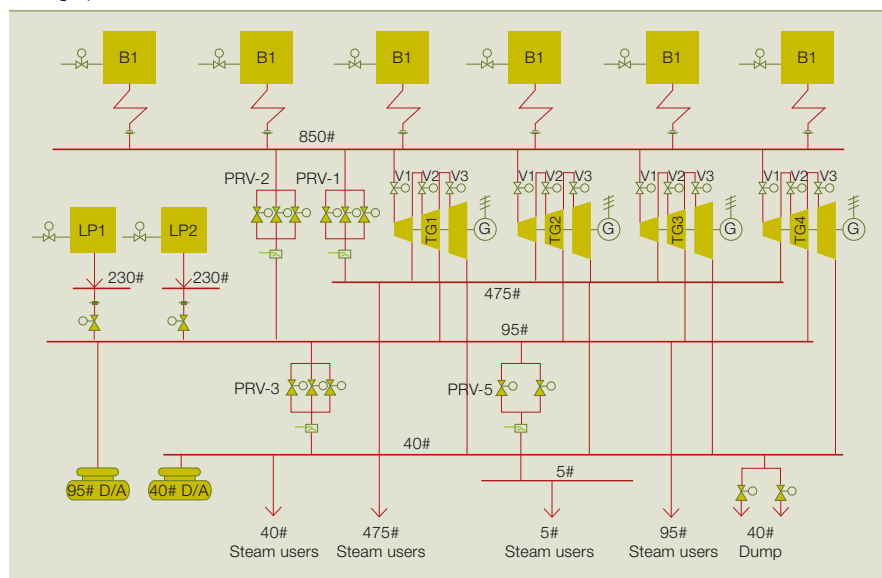 B1 B1 B1 B1 B1 B1
850#
PRV-2 PRV-1 V1 V2 V3 V1 V2 V3 V1 V2 V3 V1 V2 V3
LP1 LP2 TG1 G TG2 G TG3 G TG4 G
230# 230#
475#
95#
PRV-3 PRV-5
40#
5#
95# D/A 40# D/A
40# 475# 5# 95# 40#
Steam users Steam users Steam users Steam users Dump